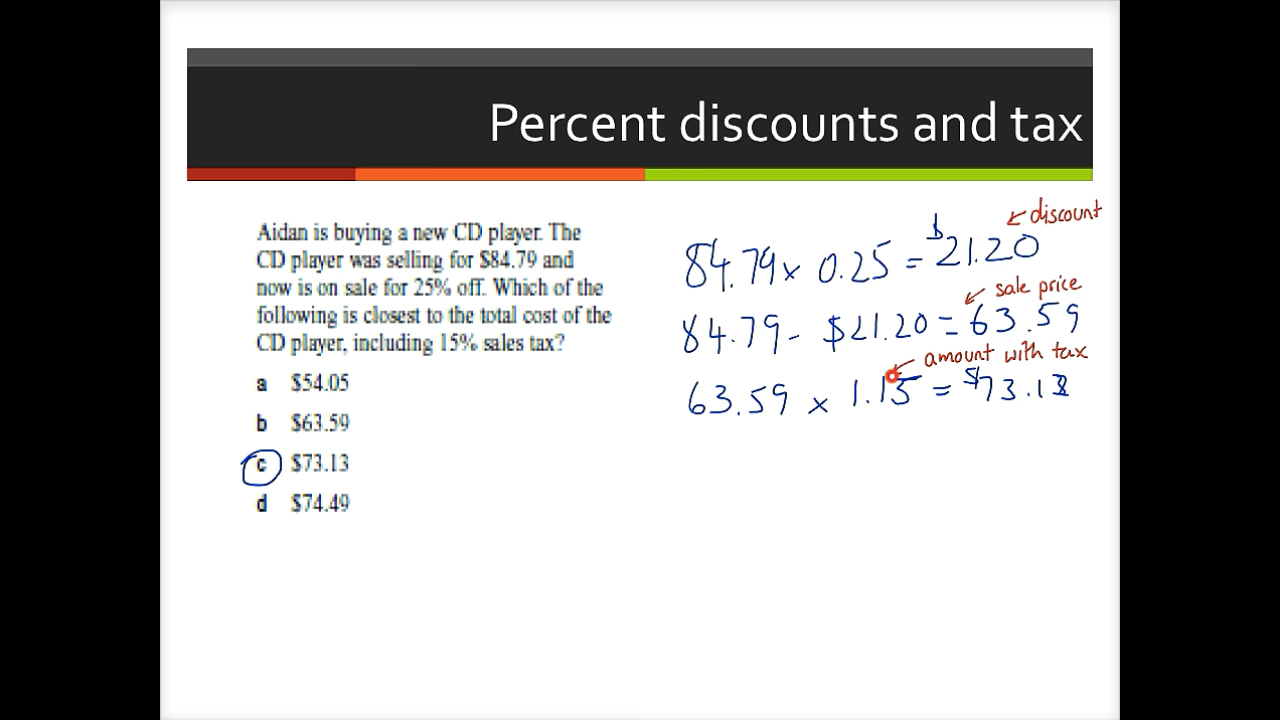 Percent discounts and tax
Aidan is buying a new CD player. The
CD player was selling for $84.79 and
now is on sale for 25% off. Which of the
following is closest to the total cost of the
CD player, including 15% sales tax?
a $54.05
b $63.59
c $73.13
d $74.49
discount
84.79 x 0.25 = $21.20
sale price
84.79 - $21.20 = 63.59
amount with tax
63.59 x 1.15 = $73.13